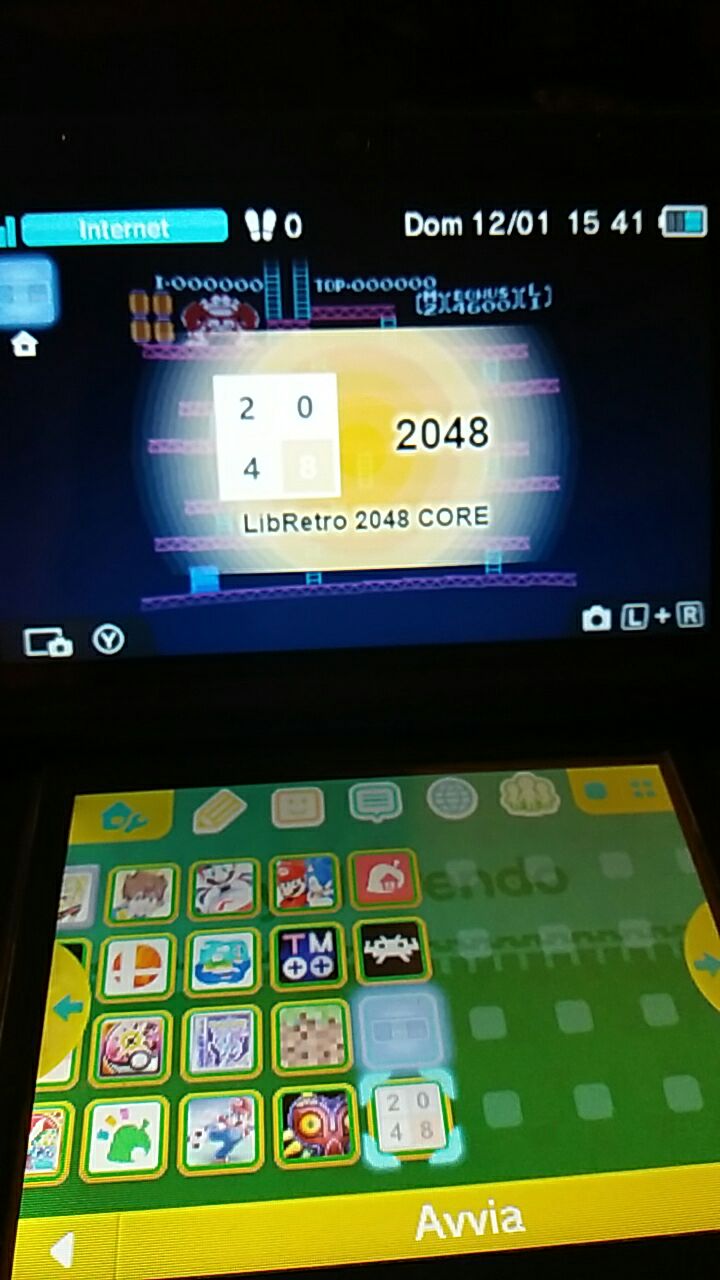 Internet 0 Dom 12/01 15 41
I-000000 TOP-000000
2 0
4 8
2048
LibRetro 2048 CORE
Y L + R
endo
TM
2 0
4 8
Avvia